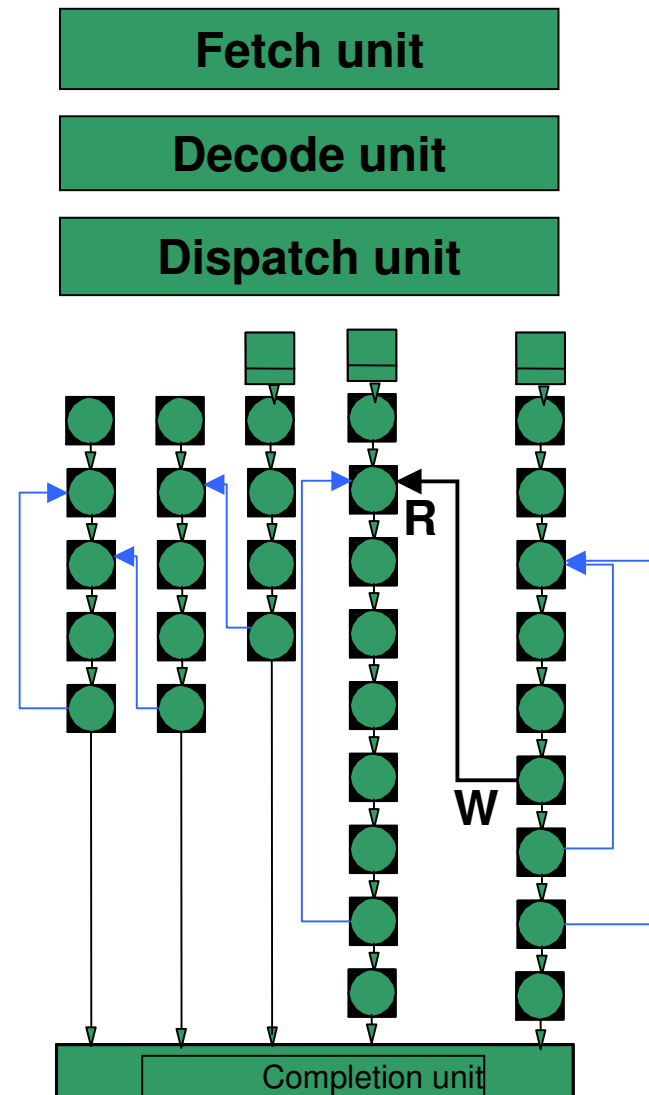 Fetch unit
Decode unit
Dispatch unit
R
W
Completion unit